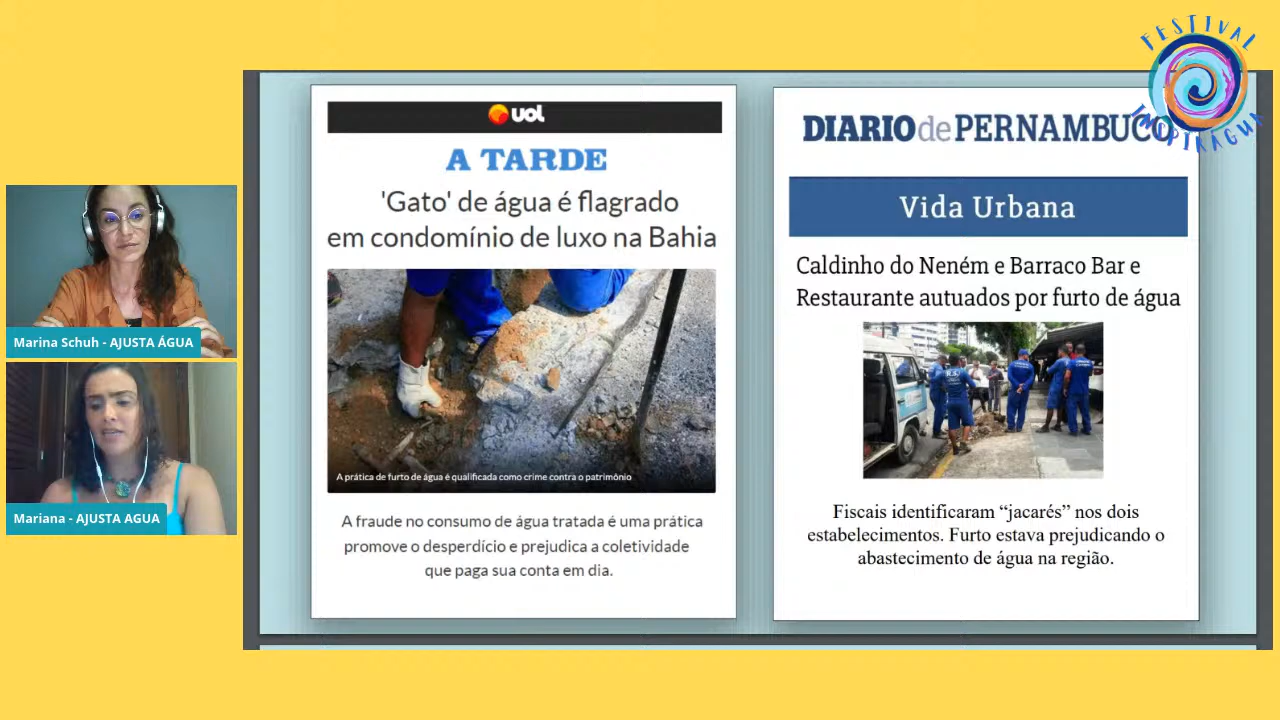 FESTIVAL
INSPIRÁGUA
uol
A TARDE
'Gato' de água é flagrado
em condomínio de luxo na Bahia
A prática de furto de água é qualificada como crime contra o patrimônio
A fraude no consumo de água tratada é uma prática
promove o desperdício e prejudica a coletividade
que paga sua conta em dia.
DIARIO de PERNAMBUCO
Vida Urbana
Caldinho do Neném e Barraco Bar e
Restaurante autuados por furto de água
Fiscais identificaram “jacarés” nos dois
estabelecimentos. Furto estava prejudicando o
abastecimento de água na região.
Marina Schuh - AJUSTA ÁGUA
Mariana - AJUSTA AGUA